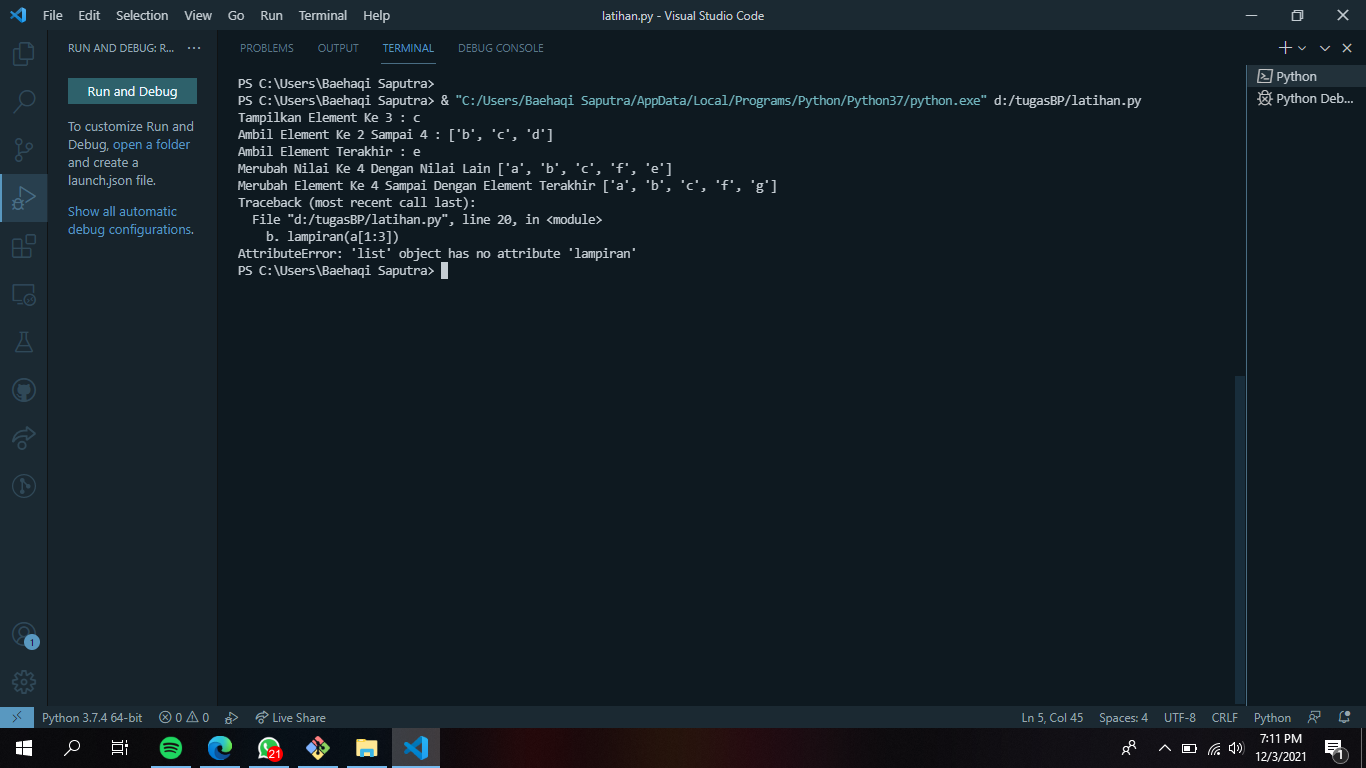 File Edit Selection View Go Run Terminal Help
latihan.py - Visual Studio Code
RUN AND DEBUG: R... ...
Run and Debug
To customize Run and
Debug, open a folder
and create a
launch.json file.
Show all automatic
debug configurations.
PROBLEMS OUTPUT TERMINAL DEBUG CONSOLE
PS C:\Users\Baehaqi Saputra>
PS C:\Users\Baehaqi Saputra> & "C:/Users/Baehaqi Saputra/AppData/Local/Programs/Python/Python37/python.exe" d:/tugasBP/latihan.py
Tampilkan Element Ke 3 : c
Ambil Element Ke 2 Sampai 4 : ['b', 'c', 'd']
Ambil Element Terakhir : e
Merubah Nilai Ke 4 Dengan Nilai Lain ['a', 'b', 'c', 'f', 'e']
Merubah Element Ke 4 Sampai Dengan Element Terakhir ['a', 'b', 'c', 'f', 'g']
Traceback (most recent call last):
  File "d:/tugasBP/latihan.py", line 20, in <module>
    b. lampiran(a[1:3])
AttributeError: 'list' object has no attribute 'lampiran'
PS C:\Users\Baehaqi Saputra>
Python
Python Deb...
1
Python 3.7.4 64-bit 0 0 Live Share
Ln 5, Col 45 Spaces: 4 UTF-8 CRLF Python
21
7:11 PM
12/3/2021
1